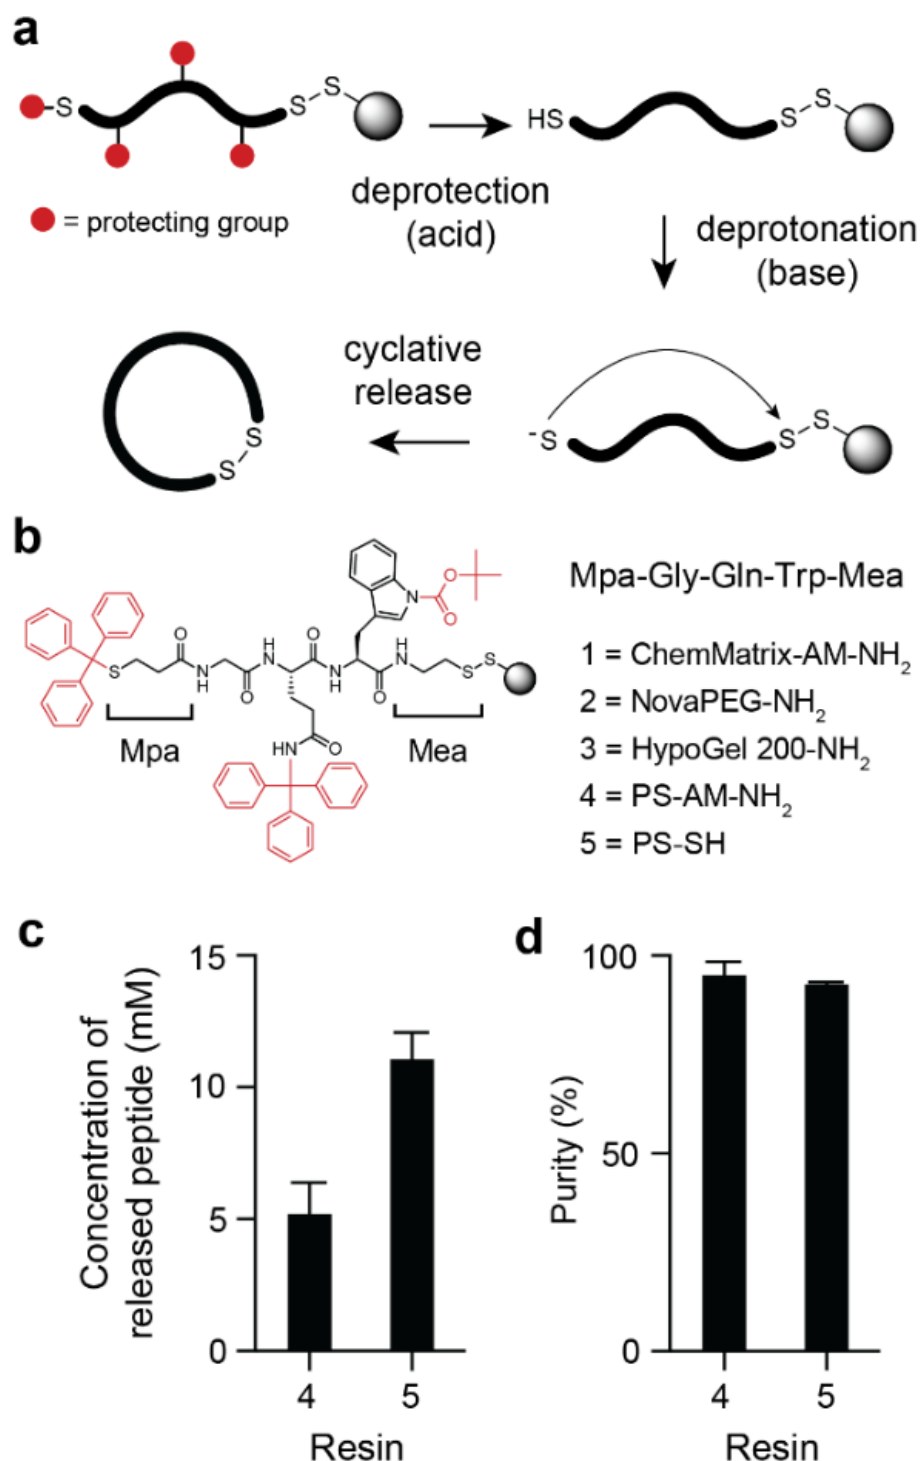 a
S
S
S
HS
S
S
deprotection
(acid)
= protecting group
deprotonation
(base)
cyclative
release
S
S
-S
S
S
b
Mpa-Gly-Gln-Trp-Mea
O
O
N
O
O
H
N
O
H
N
S
N
H
O
N
H
O
S
S
Mpa
HN
O
Mea
1 = ChemMatrix-AM-NH₂
2 = NovaPEG-NH₂
3 = HypoGel 200-NH₂
4 = PS-AM-NH₂
5 = PS-SH
c
Concentration of
released peptide (mM)
15
10
5
0
4
5
Resin
d
Purity (%)
100
50
0
4
5
Resin